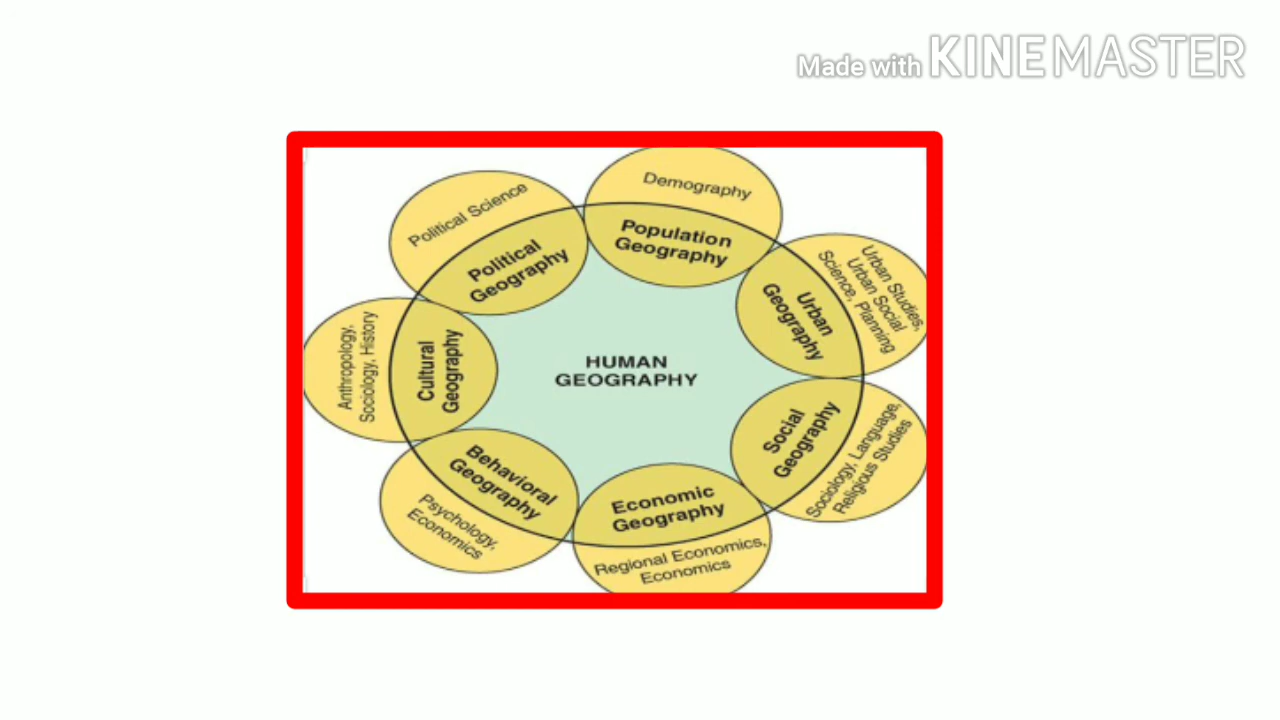 Made with KINEMASTER
Demography
Population
Geography
Political Science
Political
Geography
Urban Studies,
Urban Social
Science, Planning
Urban
Geography
Anthropology,
Sociology, History
Cultural
Geography
HUMAN
GEOGRAPHY
Social
Geography
Sociology, Language,
Religious Studies
Behavioral
Geography
Psychology,
Economics
Economic
Geography
Regional Economics,
Economics